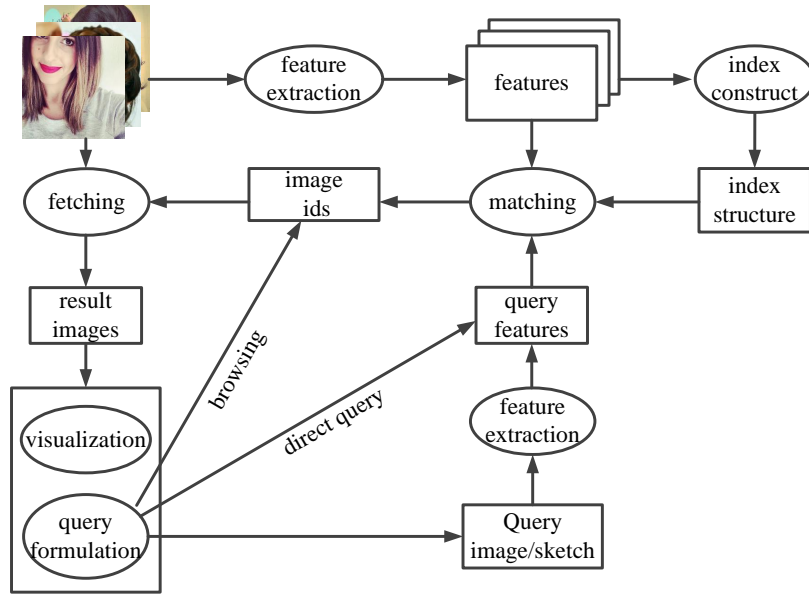 feature
extraction
features
index
construct
fetching
image
ids
matching
index
structure
result
images
query
features
browsing
direct query
visualization
feature
extraction
query
formulation
Query
image/sketch